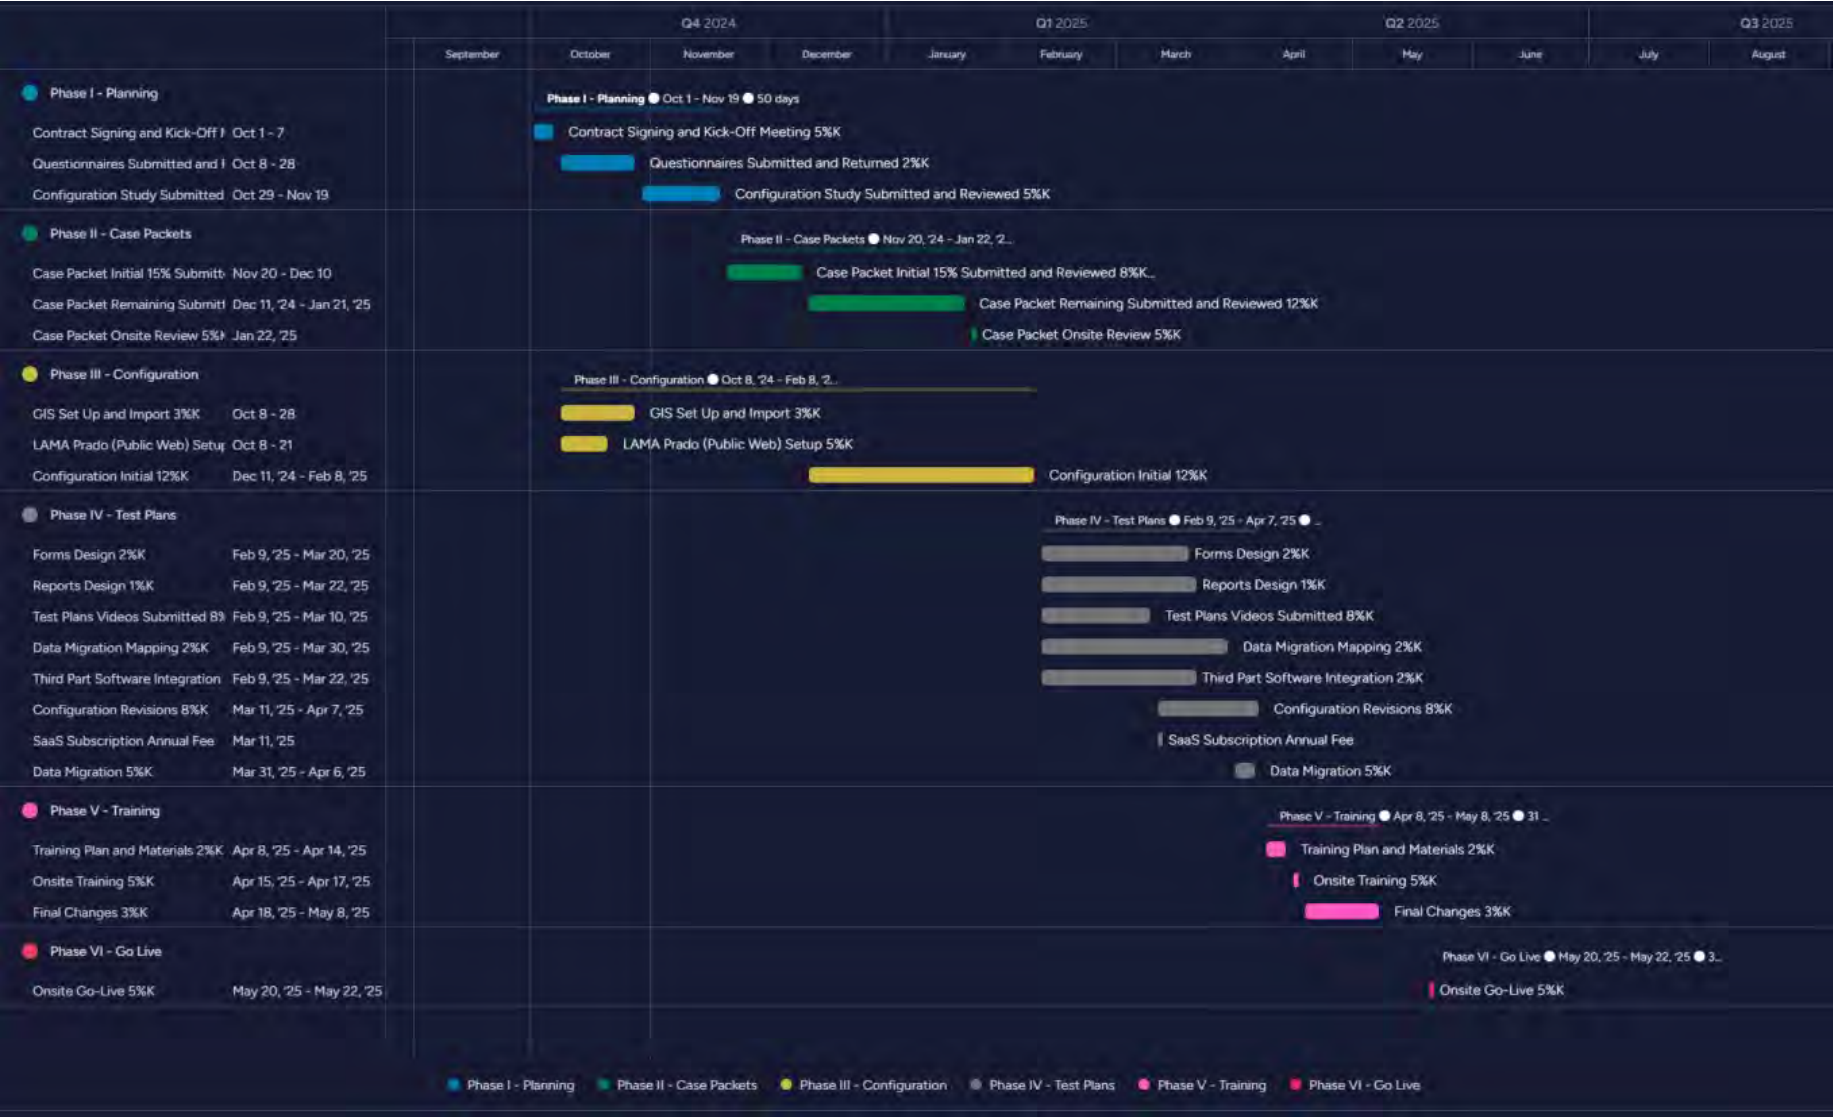 Q4 2024 Q1 2025 Q2 2025 Q3 2025
September October November December January February March April May June July August
Phase I - Planning
Phase I - Planning Oct 1 - Nov 19 50 days
Contract Signing and Kick-Off Oct 1 - 7 Contract Signing and Kick-Off Meeting 5%K
Questionnaires Submitted and Oct 8 - 28 Questionnaires Submitted and Returned 2%K
Configuration Study Submitted Oct 29 - Nov 19 Configuration Study Submitted and Reviewed 5%K
Phase II - Case Packets
Phase II - Case Packets Nov 20, '24 - Jan 22, '2...
Case Packet Initial 15% Submitt Nov 20 - Dec 10 Case Packet Initial 15% Submitted and Reviewed 8%K...
Case Packet Remaining Submitt Dec 11, '24 - Jan 21, '25 Case Packet Remaining Submitted and Reviewed 12%K
Case Packet Onsite Review 5%K Jan 22, '25 Case Packet Onsite Review 5%K
Phase III - Configuration
Phase III - Configuration Oct 8, '24 - Feb 8, '2...
GIS Set Up and Import 3%K Oct 8 - 28 GIS Set Up and Import 3%K
LAMA Prado (Public Web) Setup Oct 8 - 21 LAMA Prado (Public Web) Setup 5%K
Configuration Initial 12%K Dec 11, '24 - Feb 8, '25 Configuration Initial 12%K
Phase IV - Test Plans
Phase IV - Test Plans Feb 9, '25 - Apr 7, '25 ...
Forms Design 2%K Feb 9, '25 - Mar 20, '25 Forms Design 2%K
Reports Design 1%K Feb 9, '25 - Mar 22, '25 Reports Design 1%K
Test Plans Videos Submitted 8% Feb 9, '25 - Mar 10, '25 Test Plans Videos Submitted 8%K
Data Migration Mapping 2%K Feb 9, '25 - Mar 30, '25 Data Migration Mapping 2%K
Third Part Software Integration Feb 9, '25 - Mar 22, '25 Third Part Software Integration 2%K
Configuration Revisions 8%K Mar 11, '25 - Apr 7, '25 Configuration Revisions 8%K
SaaS Subscription Annual Fee Mar 11, '25 SaaS Subscription Annual Fee
Data Migration 5%K Mar 31, '25 - Apr 6, '25 Data Migration 5%K
Phase V - Training
Phase V - Training Apr 8, '25 - May 8, '25 31 ...
Training Plan and Materials 2%K Apr 8, '25 - Apr 14, '25 Training Plan and Materials 2%K
Onsite Training 5%K Apr 15, '25 - Apr 17, '25 Onsite Training 5%K
Final Changes 3%K Apr 18, '25 - May 8, '25 Final Changes 3%K
Phase VI - Go Live
Phase VI - Go Live May 20, '25 - May 22, '25 3...
Onsite Go-Live 5%K May 20, '25 - May 22, '25 Onsite Go-Live 5%K
Phase I - Planning Phase II - Case Packets Phase III - Configuration Phase IV - Test Plans Phase V - Training Phase VI - Go Live